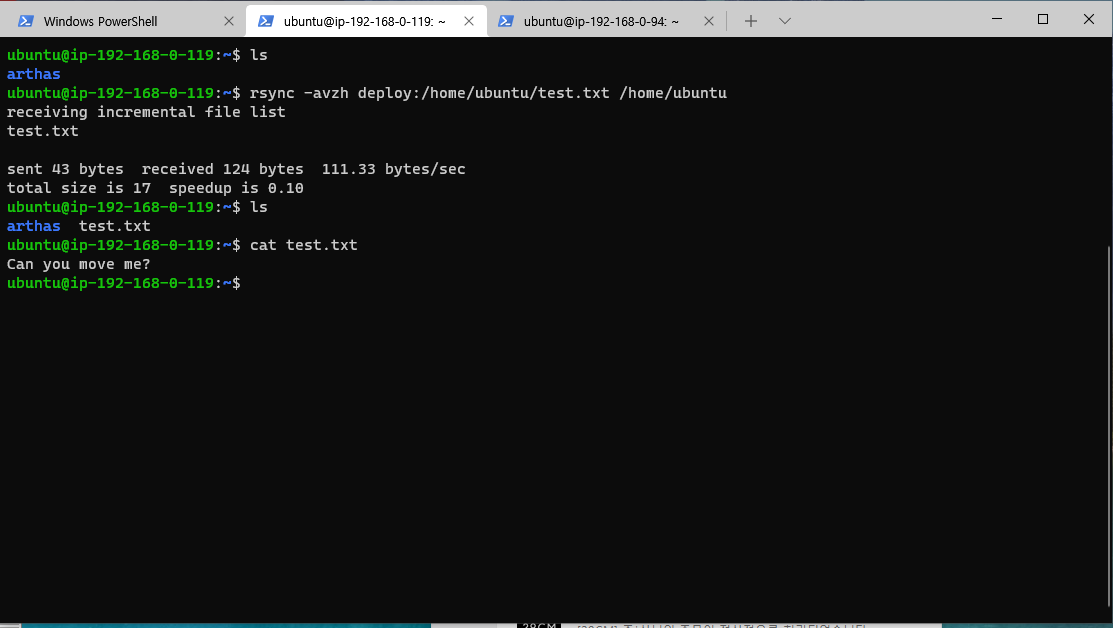 Windows PowerShell
ubuntu@ip-192-168-0-119: ~
ubuntu@ip-192-168-0-94: ~
ubuntu@ip-192-168-0-119:~$ ls
arthas
ubuntu@ip-192-168-0-119:~$ rsync -avzh deploy:/home/ubuntu/test.txt /home/ubuntu
receiving incremental file list
test.txt
sent 43 bytes  received 124 bytes  111.33 bytes/sec
total size is 17  speedup is 0.10
ubuntu@ip-192-168-0-119:~$ ls
arthas  test.txt
ubuntu@ip-192-168-0-119:~$ cat test.txt
Can you move me?
ubuntu@ip-192-168-0-119:~$